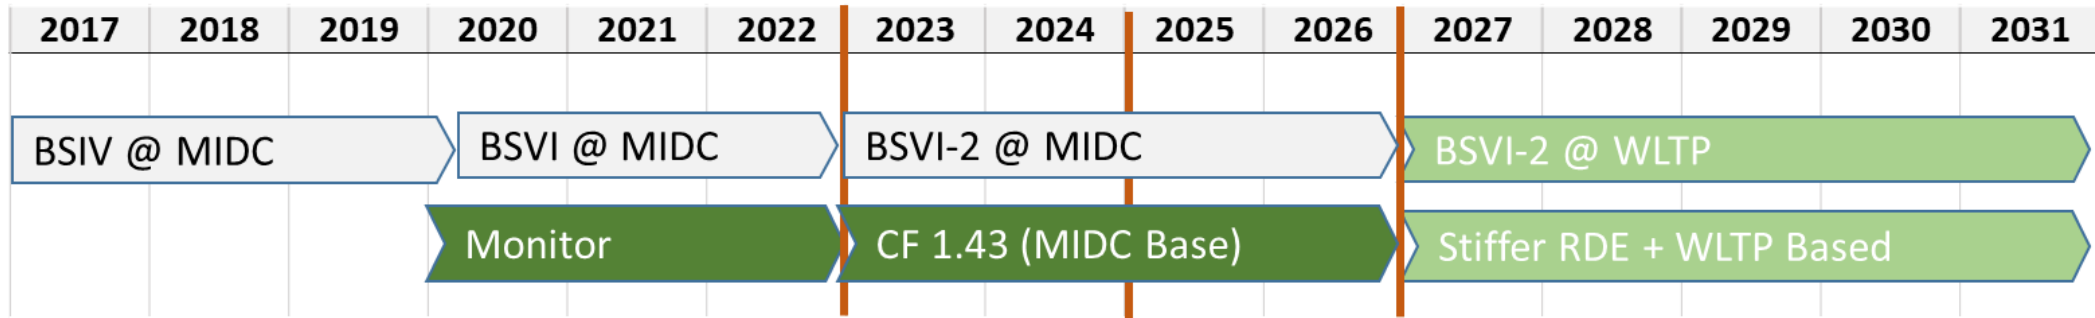 2017 2018 2019 2020 2021 2022 2023 2024 2025 2026 2027 2028 2029 2030 2031
BSIV @ MIDC BSVI @ MIDC BSVI-2 @ MIDC BSVI-2 @ WLTP
Monitor CF 1.43 (MIDC Base) Stiffer RDE + WLTP Based